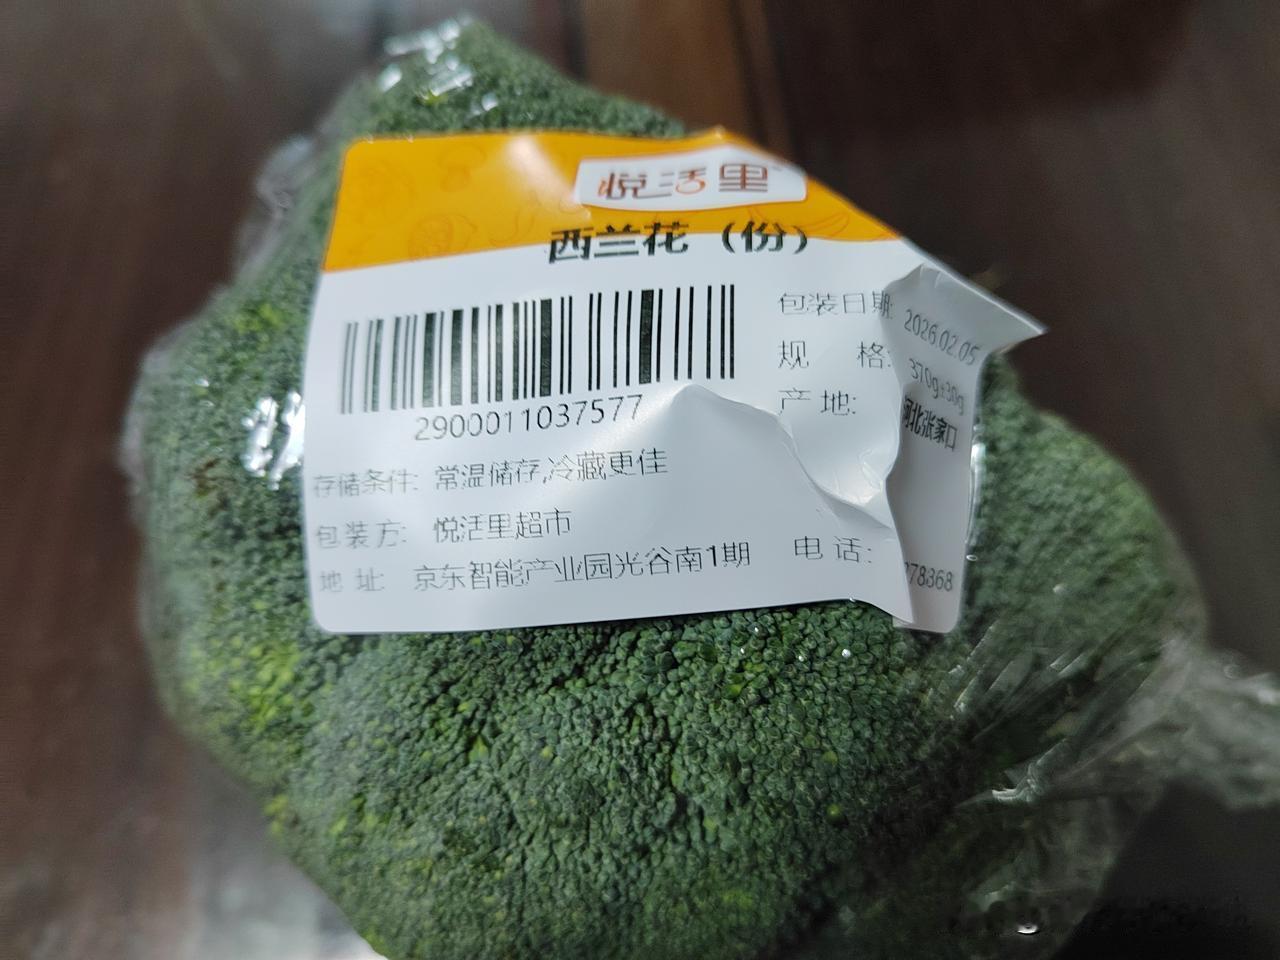 悦活里
西兰花（份）
包装日期: 2026.02.05
规 格: 370g±30g
产地: 河北张家口
2900011037577
存储条件: 常温储存,冷藏更佳
包装方: 悦活里超市
地 址: 京东智能产业园光谷南1期
电 话: 78368